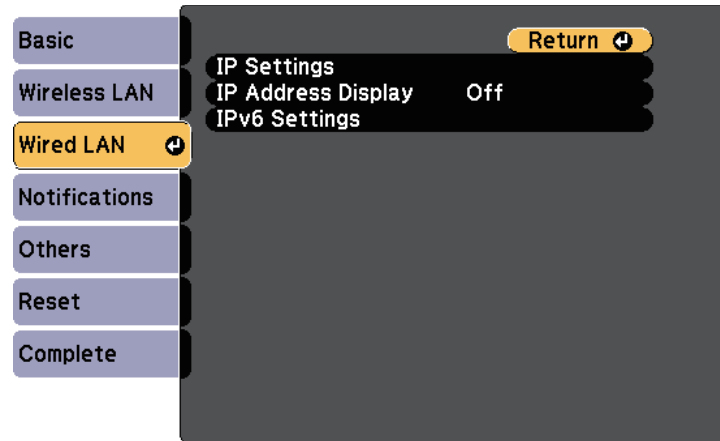 Basic
Wireless LAN
Wired LAN
Notifications
Others
Reset
Complete
Return
IP Settings
IP Address Display Off
IPv6 Settings